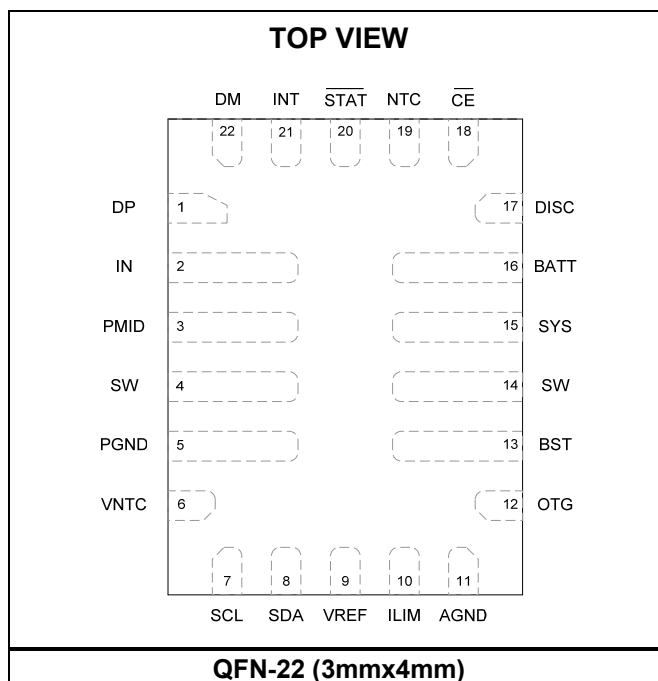 TOP VIEW
DM INT STAT NTC CE
22 21 20 19 18
DP 1 17 DISC
IN 2 16 BATT
PMID 3 15 SYS
SW 4 14 SW
PGND 5 13 BST
VNTC 6 12 OTG
7 8 9 10 11
SCL SDA VREF ILIM AGND
QFN-22 (3mmx4mm)